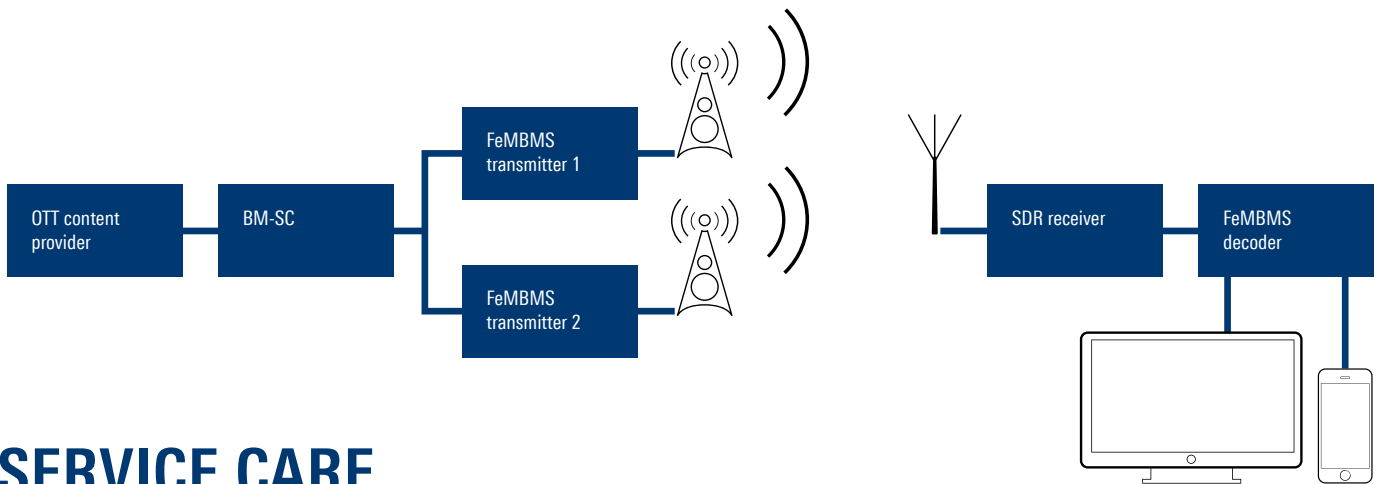 FeMBMS
transmitter 1
OTT content
provider
BM-SC
SDR receiver
FeMBMS
decoder
FeMBMS
transmitter 2
SERVICE CARE